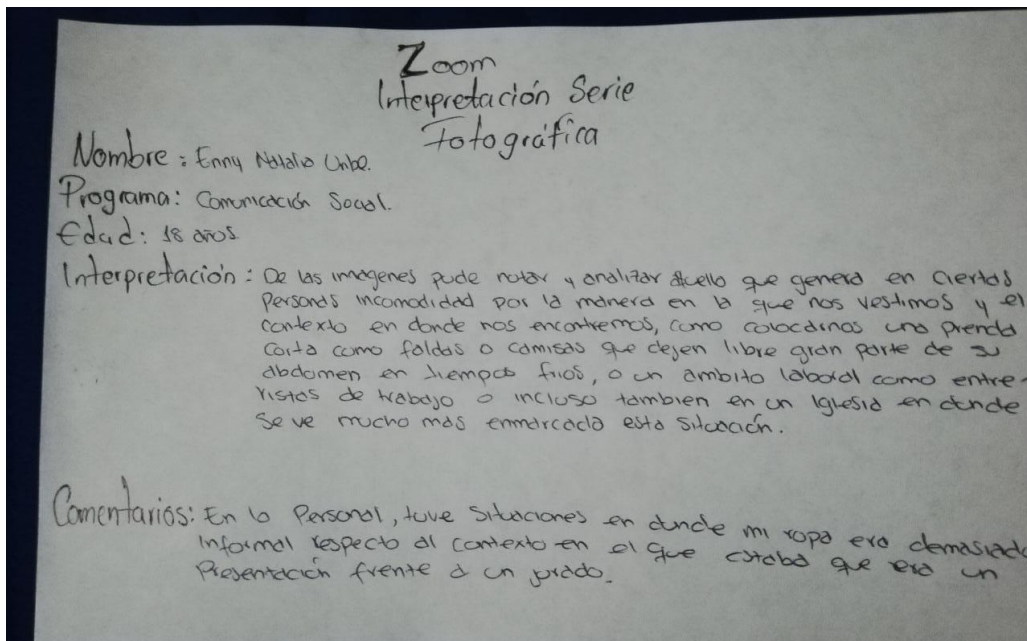 Zoom
Interpretación Serie
Fotográfica
Nombre: Enny Natalia Uribe.
Programa: Comunicación Social.
Edad: 18 años.
Interpretación: De las imágenes pude notar y analizar aquello que genera en ciertas
personas incomodidad por la manera en la que nos vestimos y el
contexto en donde nos encontremos, como colocarnos una prenda
corta como faldas o camisas que dejen libre gran parte de su
abdomen en tiempos fríos, o un ambito laboral como entre-
vistas de trabajo o incluso tambien en un Iglesia en donde
se ve mucho más enmarcada esta situación.
Comentarios: En lo Personal, tuve situaciones en donde mi ropa era demasiado
Informal respecto al contexto en el que estaba que era un
Presentación frente a un jurado.